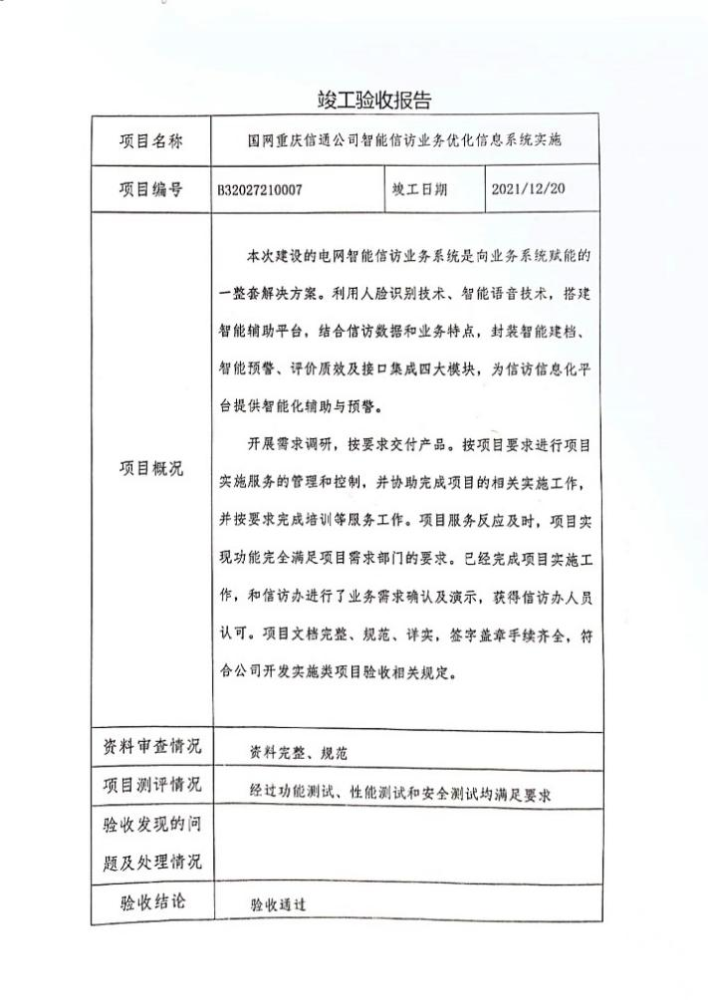 竣工验收报告
项目名称 国网重庆信通公司智能信访业务优化信息系统实施
项目编号 B32027210007 竣工日期 2021/12/20
项目概况
本次建设的电网智能信访业务系统是向业务系统赋能的
一整套解决方案。利用人脸识别技术、智能语音技术，搭建
智能辅助平台，结合信访数据和业务特点，封装智能建档、
智能预警、评价质效及接口集成四大模块，为信访信息化平
台提供智能化辅助与预警。
开展需求调研，按要求交付产品。按项目要求进行项目
实施服务的管理和控制，并协助完成项目的相关实施工作，
并按要求完成培训等服务工作。项目服务反应及时，项目实
现功能完全满足项目需求部门的要求。已经完成项目实施工
作，和信访办进行了业务需求确认及演示，获得信访办人员
认可。项目文档完整、规范、详实，签字盖章手续齐全，符
合公司开发实施类项目验收相关规定。
资料审查情况 资料完整、规范
项目测评情况 经过功能测试、性能测试和安全测试均满足要求
验收发现的问
题及处理情况
验收结论 验收通过